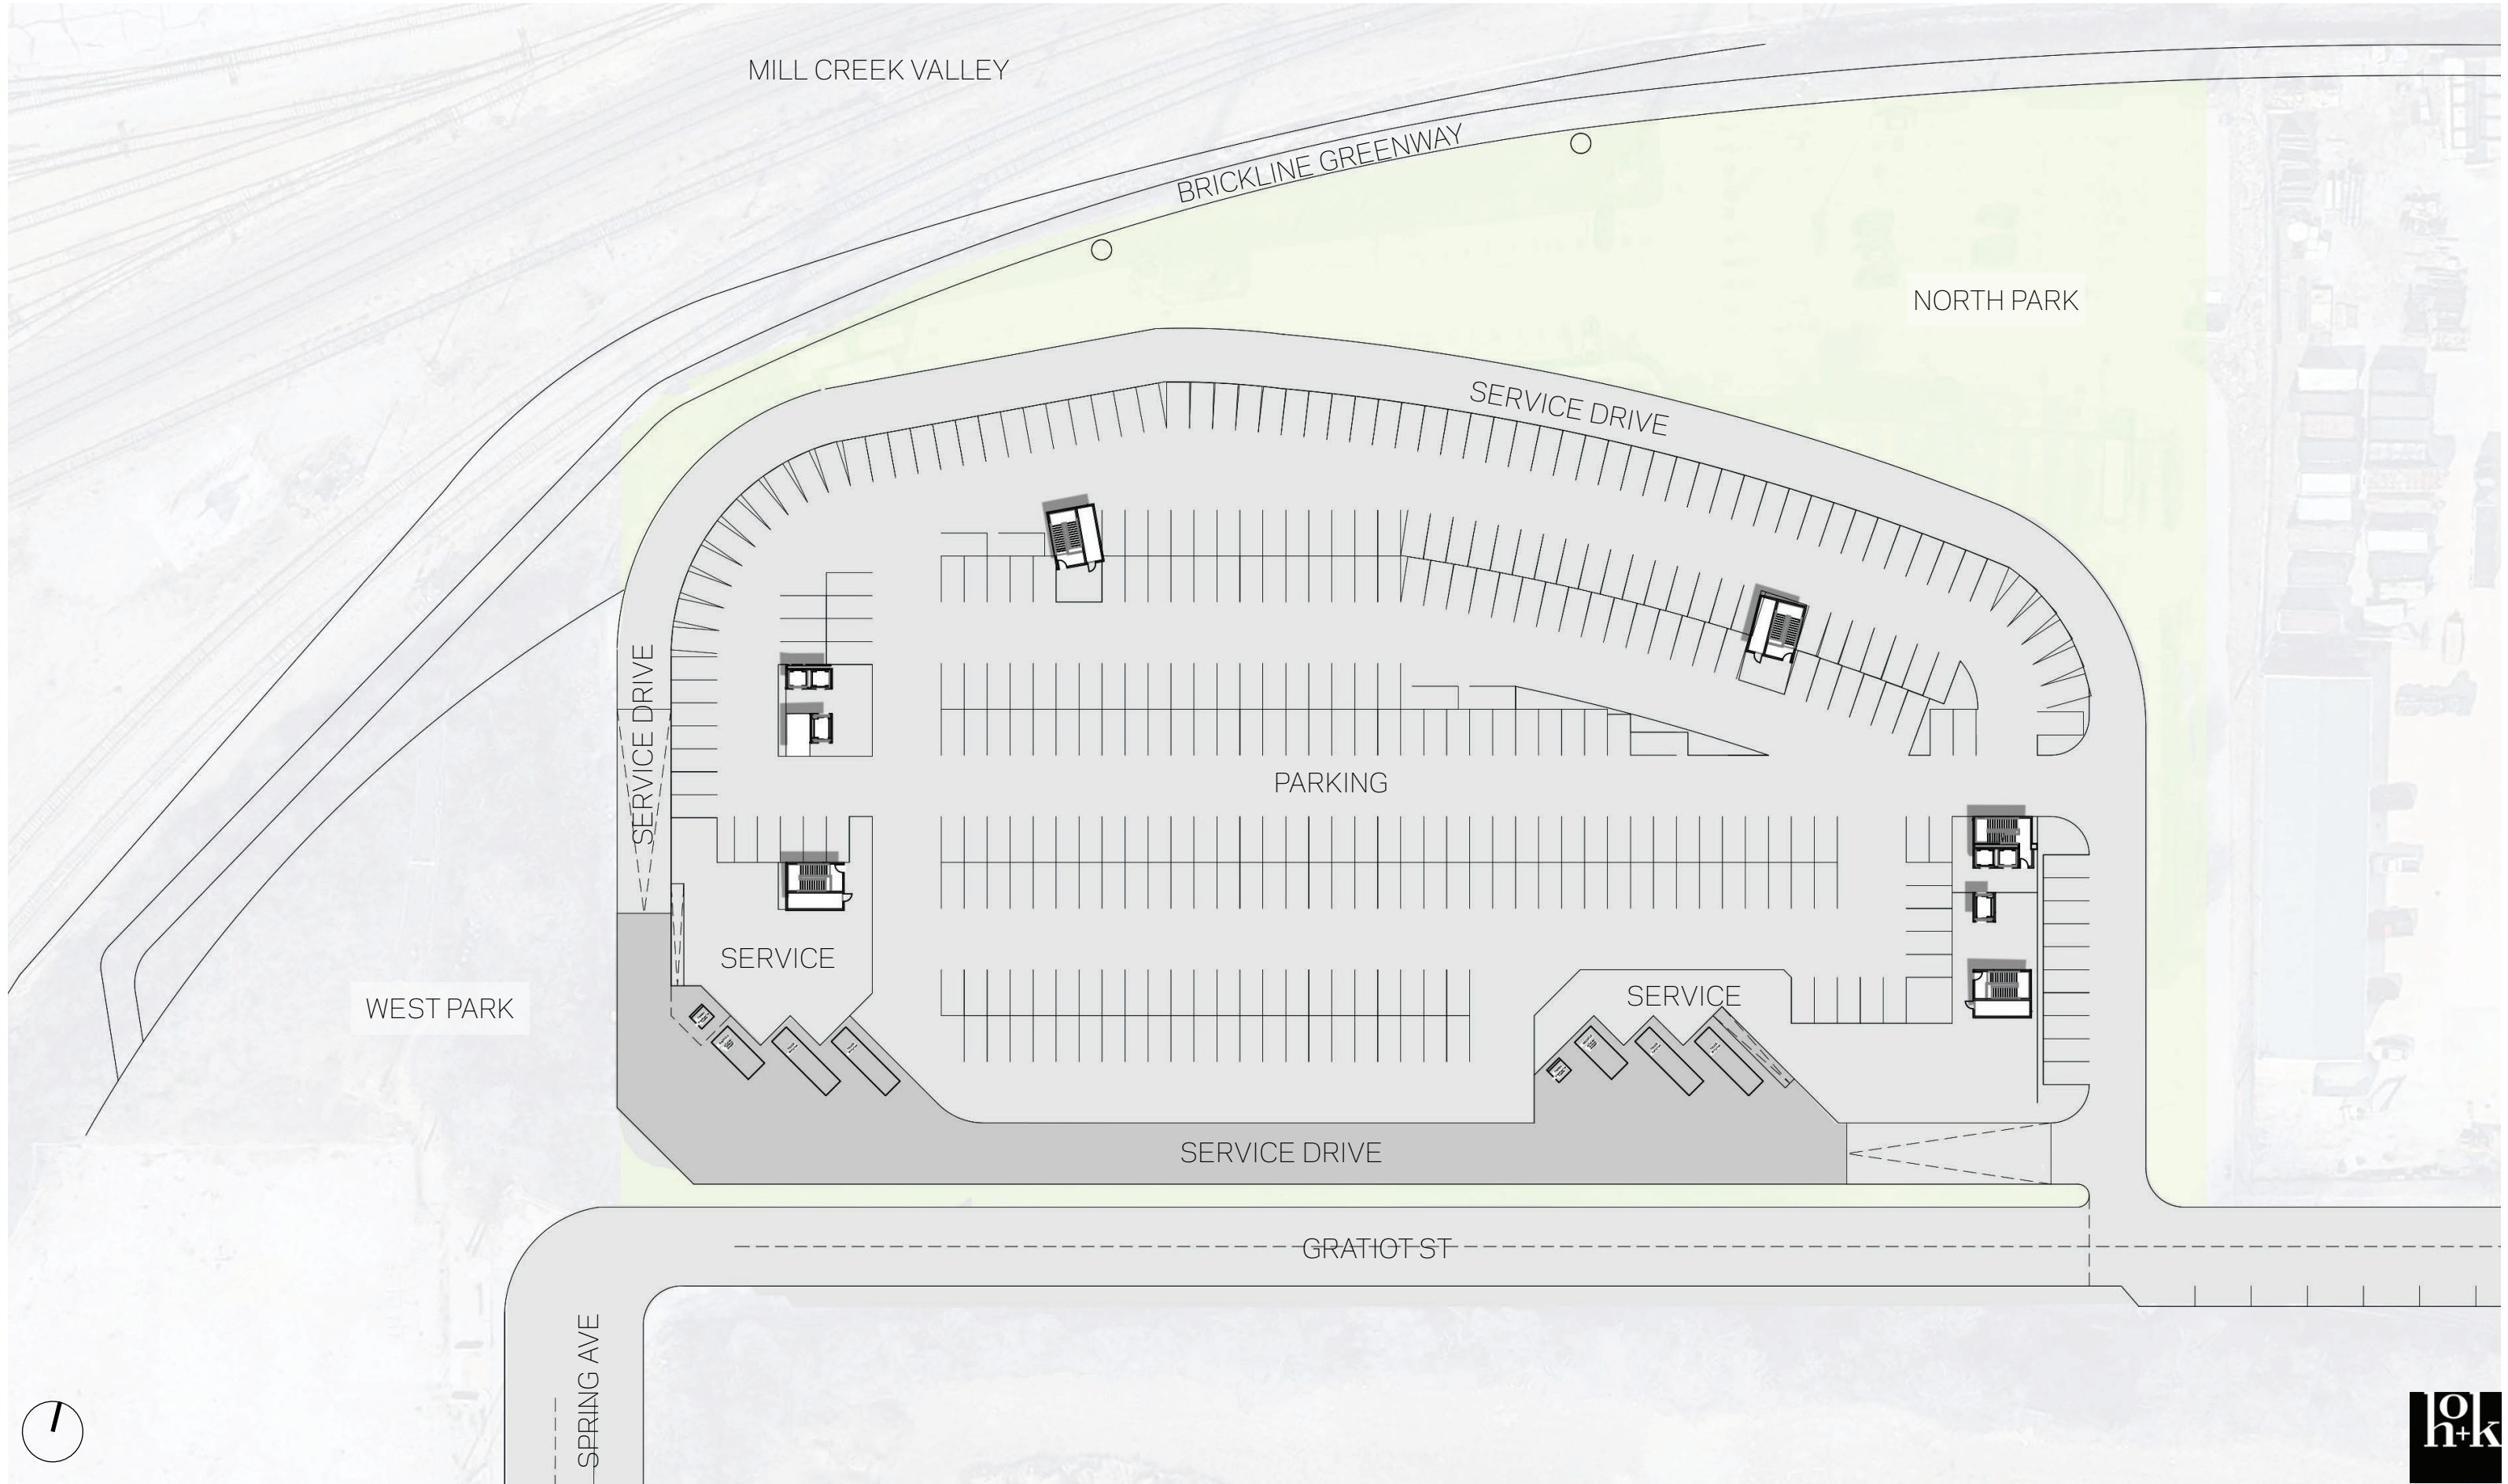 MILL CREEK VALLEY
BRICKLINE GREENWAY
NORTH PARK
SERVICE DRIVE
SERVICE DRIVE
PARKING
SERVICE
SERVICE
WEST PARK
SERVICE DRIVE
GRATIOT ST
SPRING AVE
hok